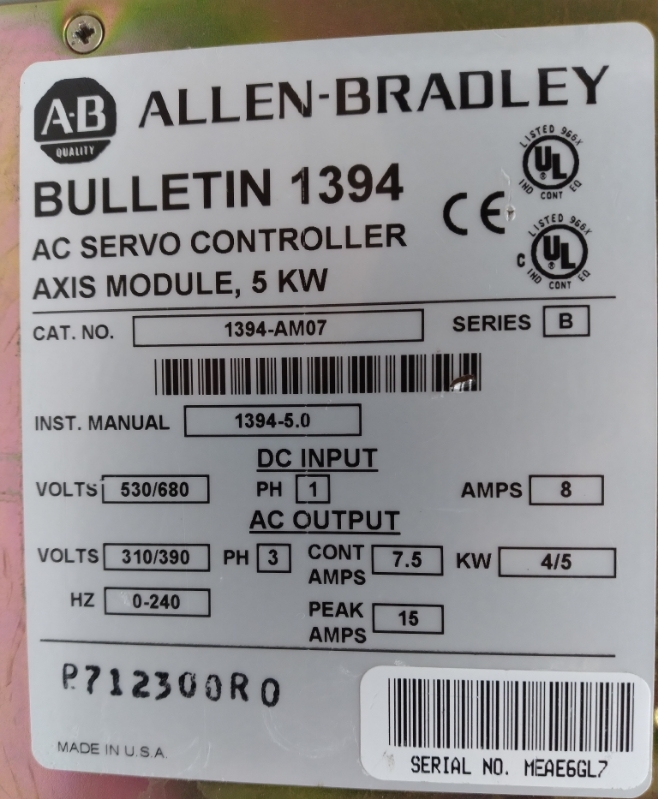 A·B
QUALITY
ALLEN-BRADLEY
BULLETIN 1394
AC SERVO CONTROLLER
AXIS MODULE, 5 KW
LISTED 966X
UL
®
IND CONT EQ
CE
LISTED 966X
C UL
®
IND CONT EQ
CAT. NO. 1394-AM07 SERIES B
INST. MANUAL 1394-5.0
DC INPUT
VOLTS 530/680 PH 1 AMPS 8
AC OUTPUT
VOLTS 310/390 PH 3 CONT AMPS 7.5 KW 4/5
HZ 0-240 PEAK AMPS 15
P712300R0
MADE IN U.S.A.
SERIAL NO. MEAE6GL7